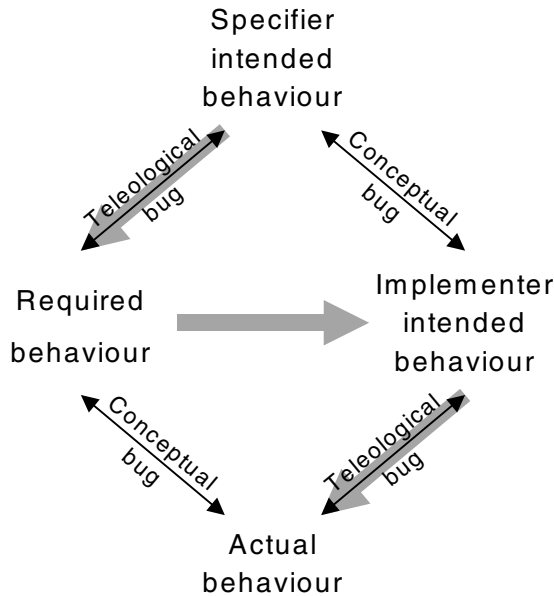 Specifier
intended
behaviour
Teleological
bug
Conceptual
bug
Required
behaviour
Implementer
intended
behaviour
Conceptual
bug
Teleological
bug
Actual
behaviour